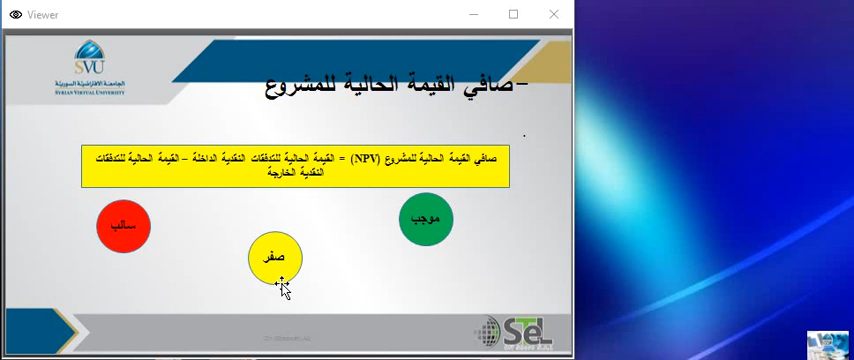 Viewer
SVU
الجامعة الافتراضية السورية
SYRIAN VIRTUAL UNIVERSITY
– صافي القيمة الحالية للمشروع
.
صافي القيمة الحالية للمشروع (NPV) = القيمة الحالية للتدفقات النقدية الداخلة – القيمة الحالية للتدفقات
النقدية الخارجة
موجب
سالب
صفر